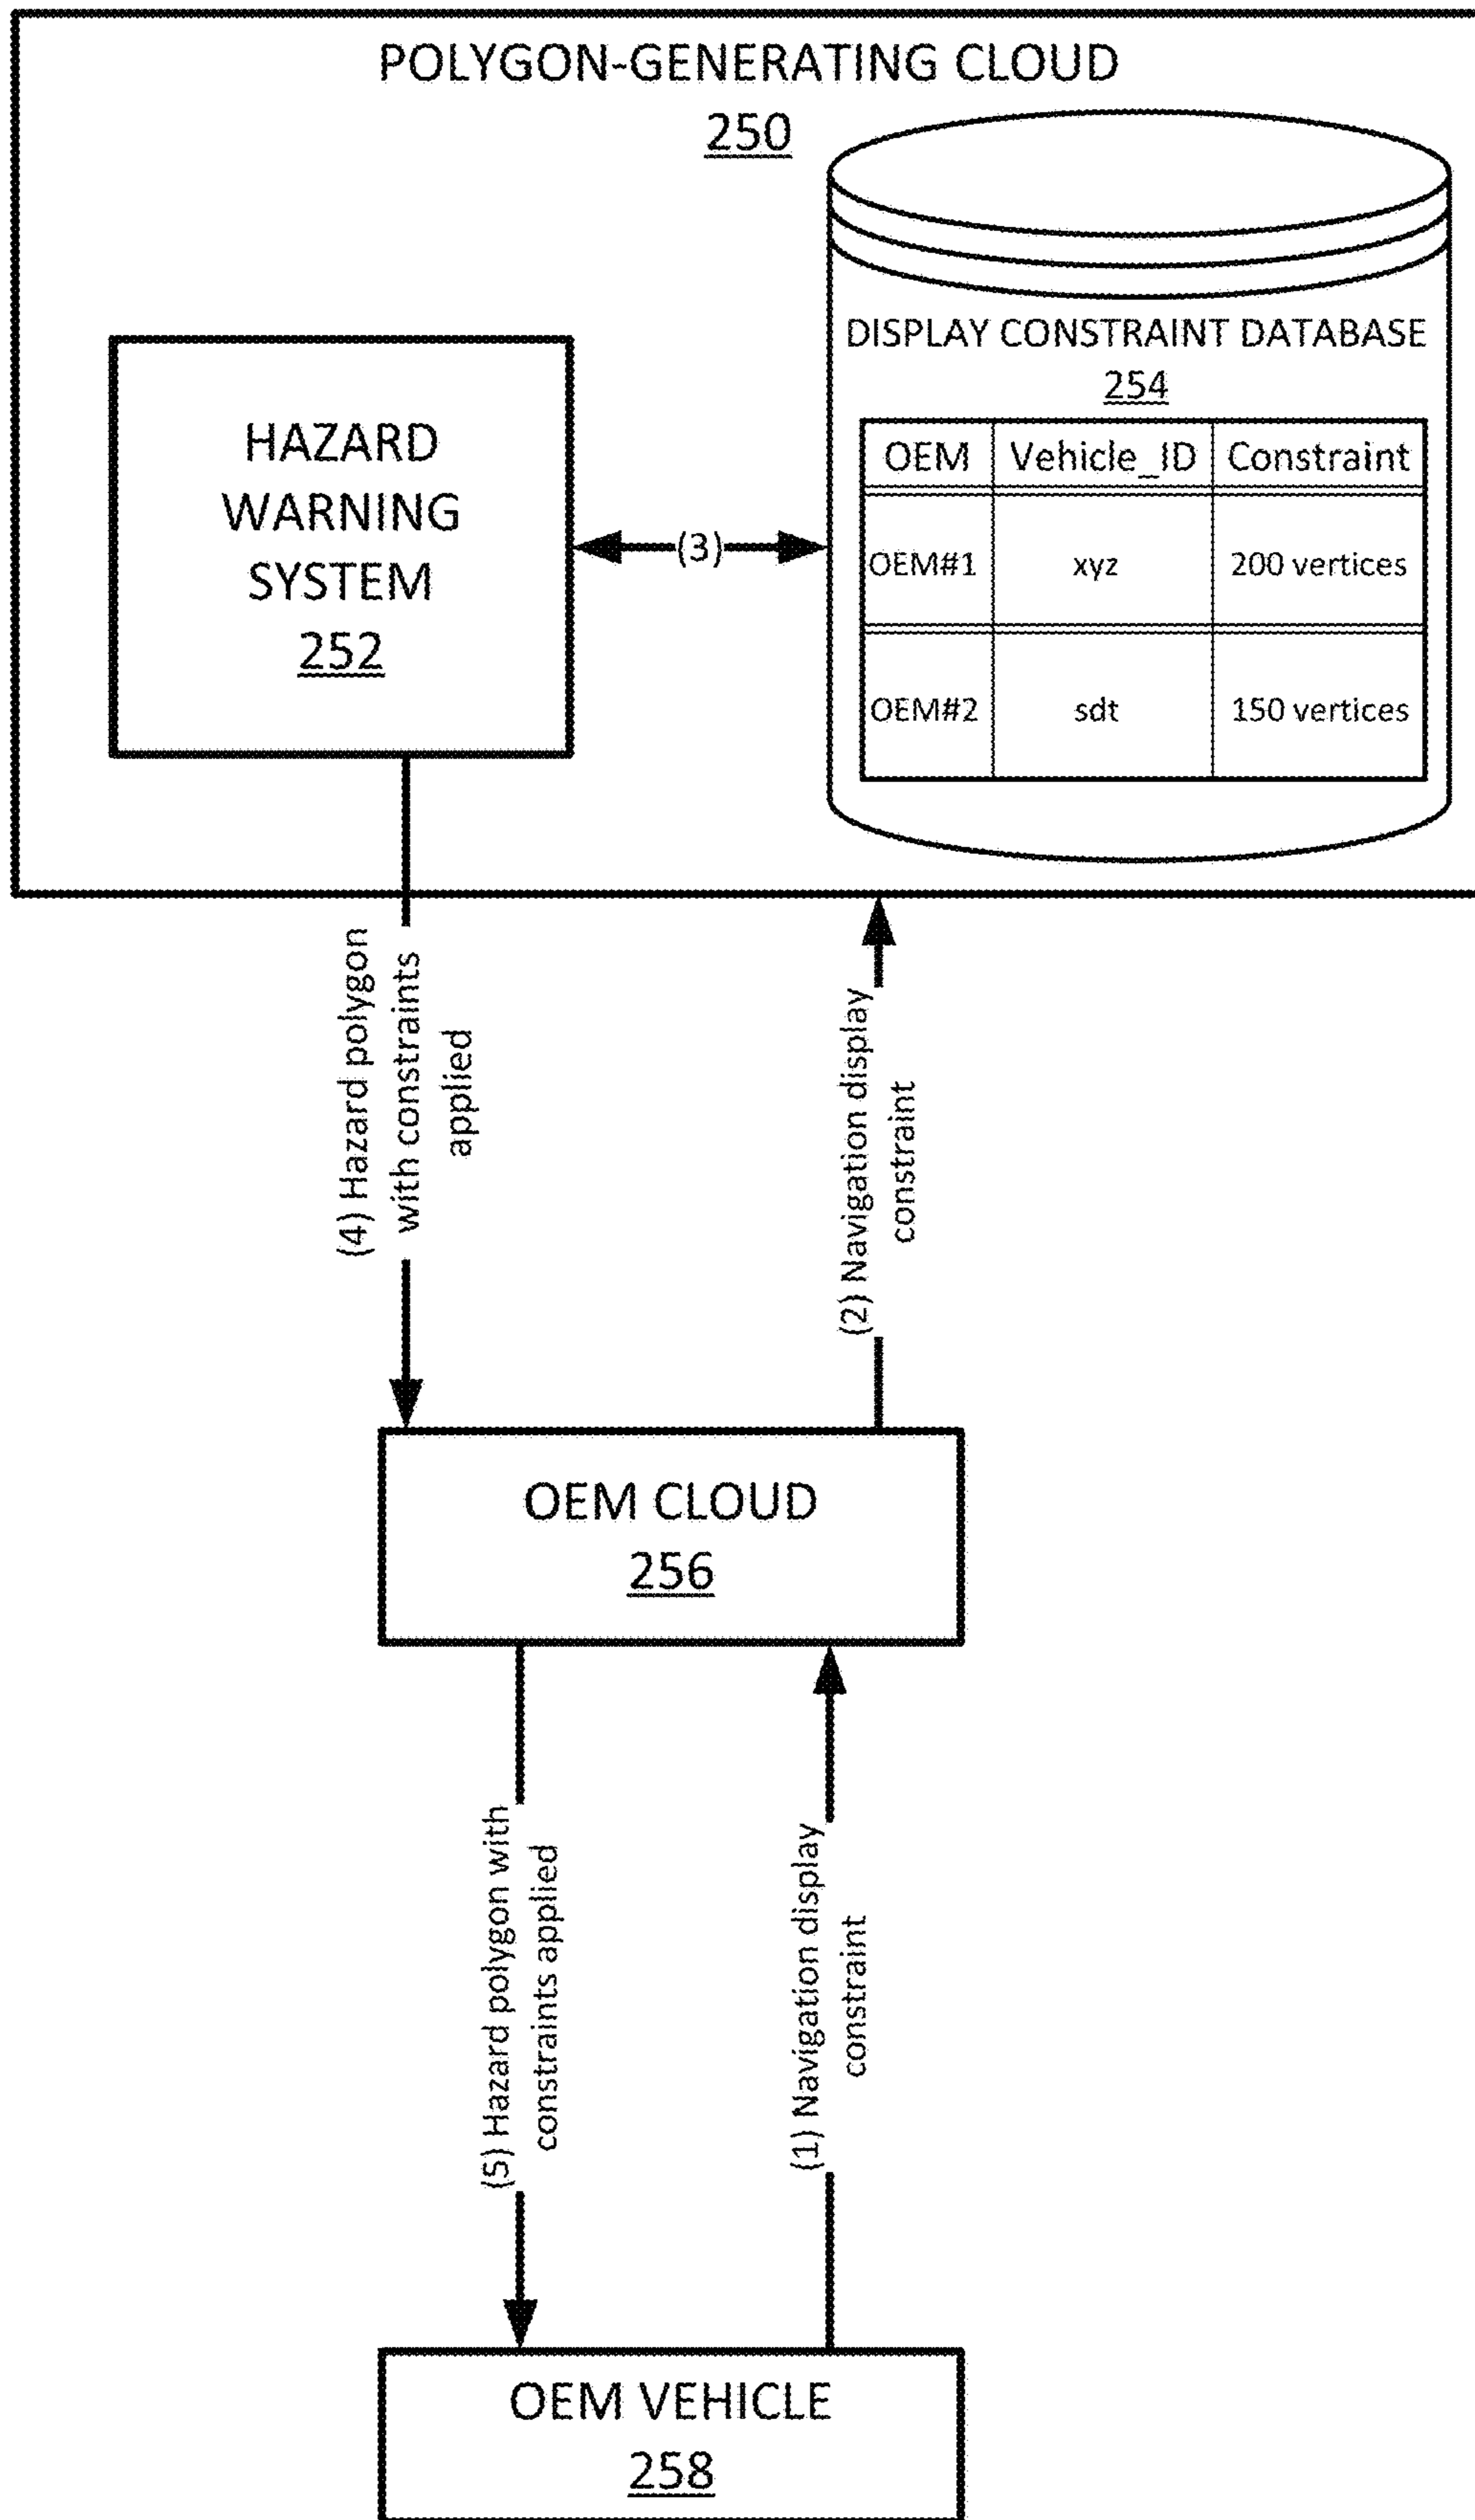 POLYGON-GENERATING CLOUD
250
DISPLAY CONSTRAINT DATABASE
254
OEM Vehicle_ID Constraint
OEM#1 xyz 200 vertices
OEM#2 sdt 150 vertices
HAZARD
WARNING
SYSTEM
252
(3)
(4) Hazard polygon
with constraints
applied
(2) Navigation display
constraint
OEM CLOUD
256
(5) Hazard polygon with
constraints applied
(1) Navigation display
constraint
OEM VEHICLE
258